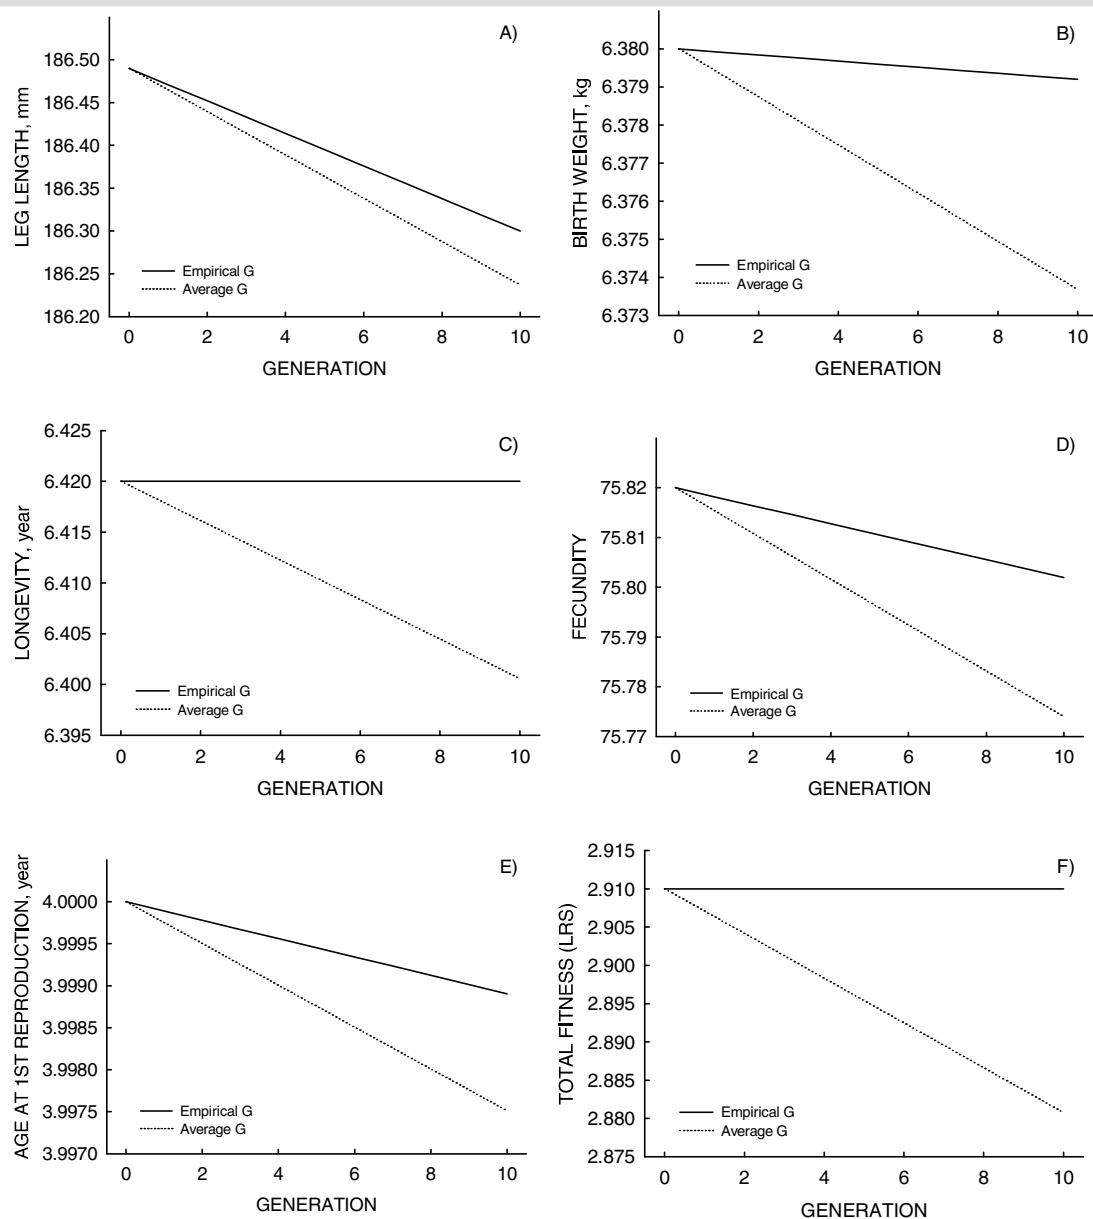 A)
LEG LENGTH, mm
186.50
186.45
186.40
186.35
186.30
186.25
186.20
Empirical G
Average G
0 2 4 6 8 10
GENERATION
B)
BIRTH WEIGHT, kg
6.380
6.379
6.378
6.377
6.376
6.375
6.374
6.373
Empirical G
Average G
0 2 4 6 8 10
GENERATION
C)
LONGEVITY, year
6.425
6.420
6.415
6.410
6.405
6.400
6.395
Empirical G
Average G
0 2 4 6 8 10
GENERATION
D)
FECUNDITY
75.82
75.81
75.80
75.79
75.78
75.77
Empirical G
Average G
0 2 4 6 8 10
GENERATION
E)
AGE AT 1ST REPRODUCTION, year
4.0000
3.9995
3.9990
3.9985
3.9980
3.9975
3.9970
Empirical G
Average G
0 2 4 6 8 10
GENERATION
F)
TOTAL FITNESS (LRS)
2.915
2.910
2.905
2.900
2.895
2.890
2.885
2.880
2.875
Empirical G
Average G
0 2 4 6 8 10
GENERATION